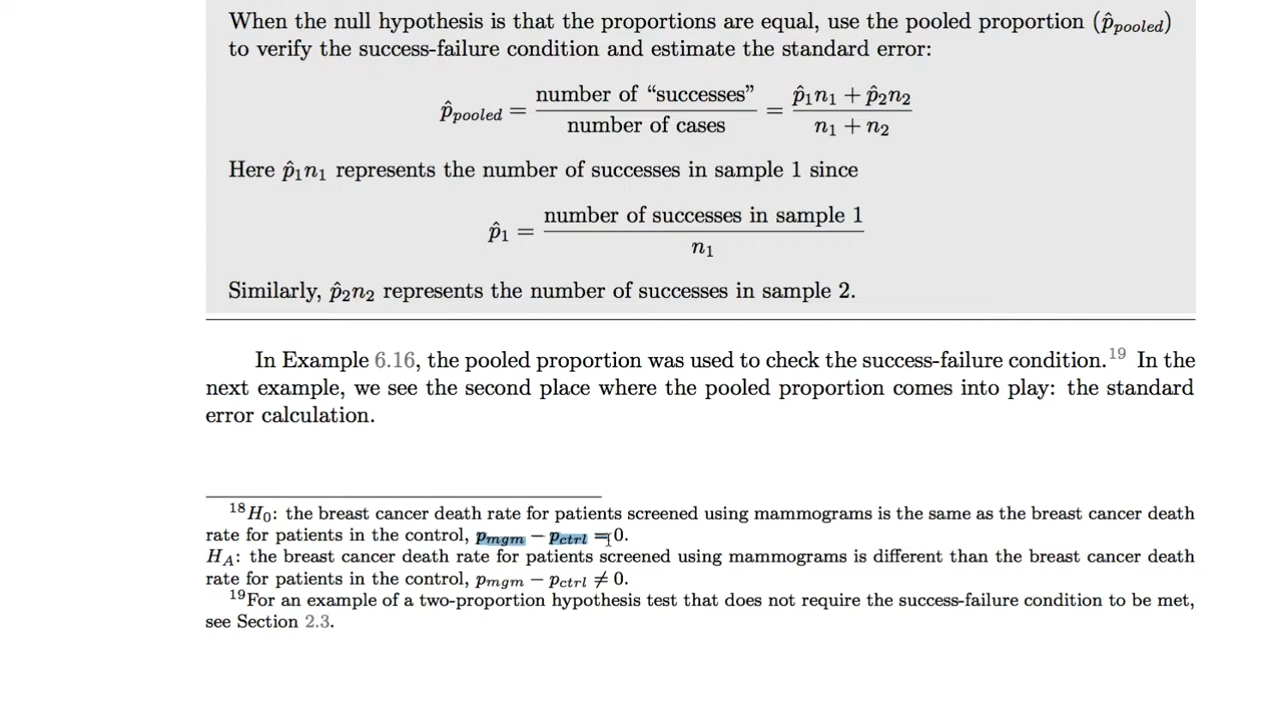 When the null hypothesis is that the proportions are equal, use the pooled proportion (p̂pooled)
to verify the success-failure condition and estimate the standard error:
p̂pooled = number of “successes” / number of cases = p̂1n1 + p̂2n2 / n1 + n2
Here p̂1n1 represents the number of successes in sample 1 since
p̂1 = number of successes in sample 1 / n1
Similarly, p̂2n2 represents the number of successes in sample 2.
In Example 6.16, the pooled proportion was used to check the success-failure condition.19 In the
next example, we see the second place where the pooled proportion comes into play: the standard
error calculation.
18H0: the breast cancer death rate for patients screened using mammograms is the same as the breast cancer death
rate for patients in the control, pmgm − pctrl = 0.
HA: the breast cancer death rate for patients screened using mammograms is different than the breast cancer death
rate for patients in the control, pmgm − pctrl ≠ 0.
19For an example of a two-proportion hypothesis test that does not require the success-failure condition to be met,
see Section 2.3.